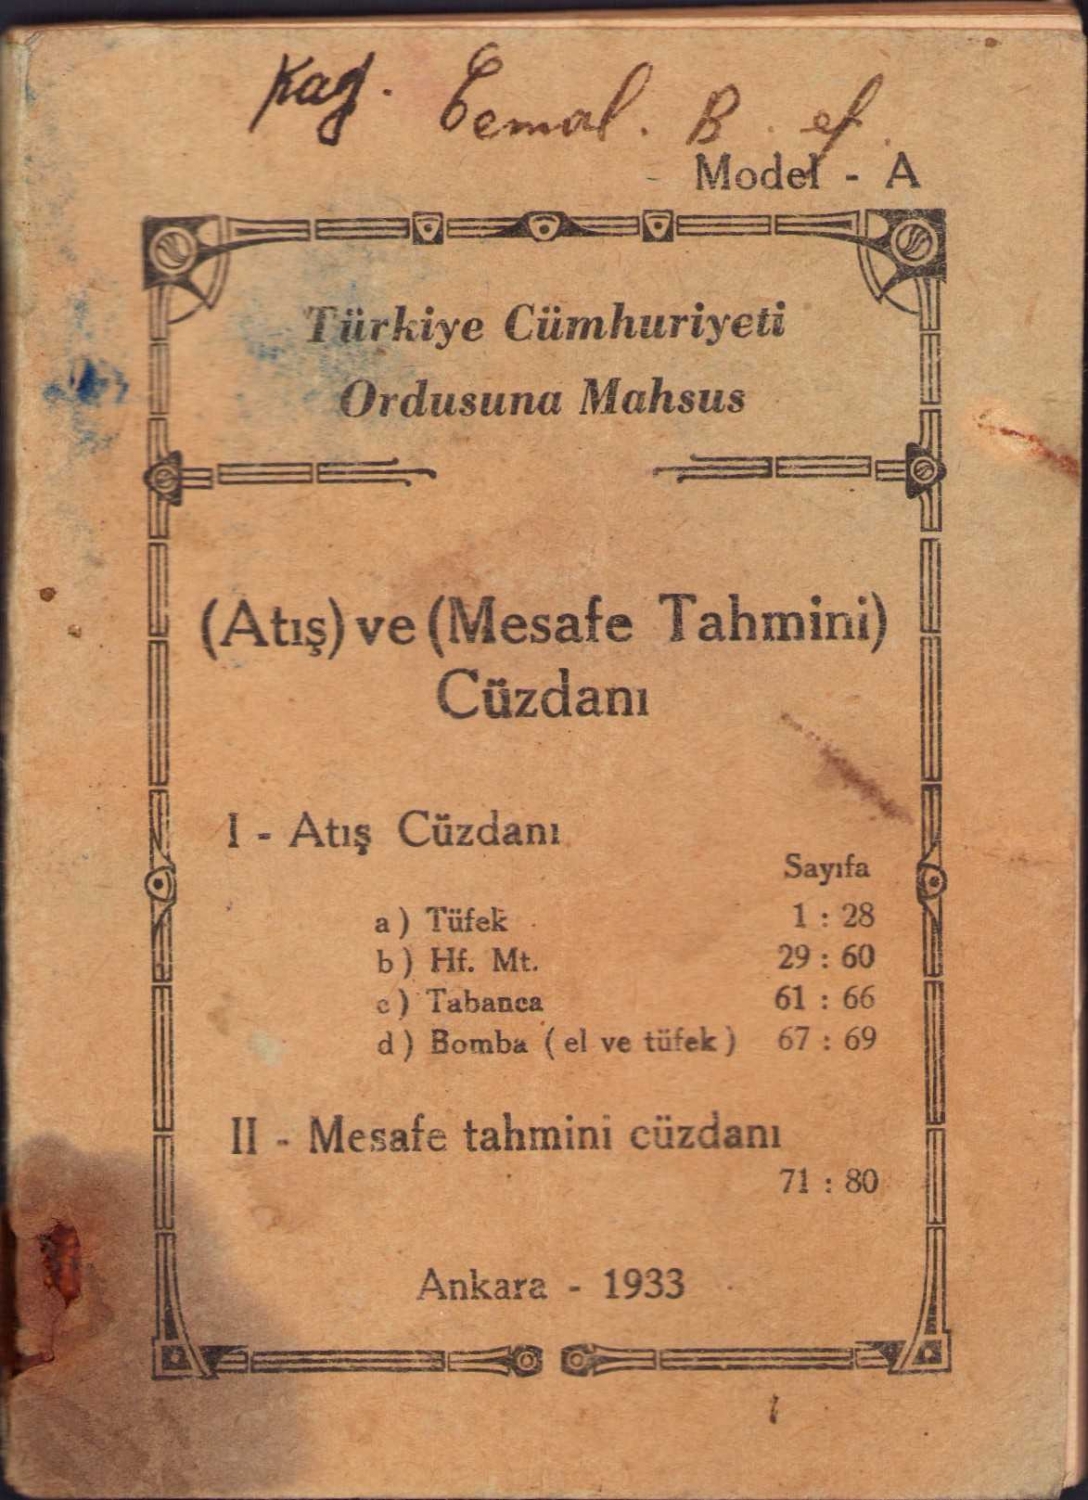 Kag. Cemal. B. ef.
Model - A
Türkiye Cümhuriyeti
Ordusuna Mahsus
(Atış) ve (Mesafe Tahmini)
Cüzdanı
I - Atış Cüzdanı
Sayıfa
a) Tüfek 1 : 28
b) Hf. Mt. 29 : 60
c) Tabanca 61 : 66
d) Bomba (el ve tüfek) 67 : 69
II - Mesafe tahmini cüzdanı
71 : 80
Ankara - 1933